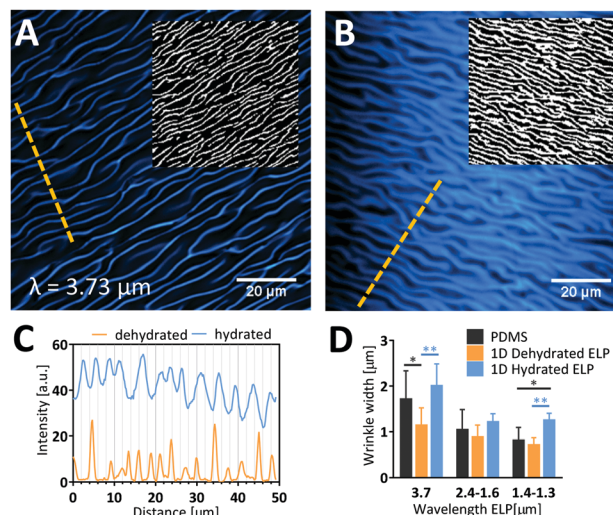 A
B
λ = 3.73 μm
20 μm
20 μm
C
dehydrated
hydrated
Intensity [a.u.]
60
40
20
0
0
10
20
30
40
50
Distance [μm]
D
PDMS
1D Dehydrated ELP
1D Hydrated ELP
Wrinkle width [μm]
3
2
1
0
*
**
*
**
3.7
2.4-1.6
1.4-1.3
Wavelength ELP[μm]